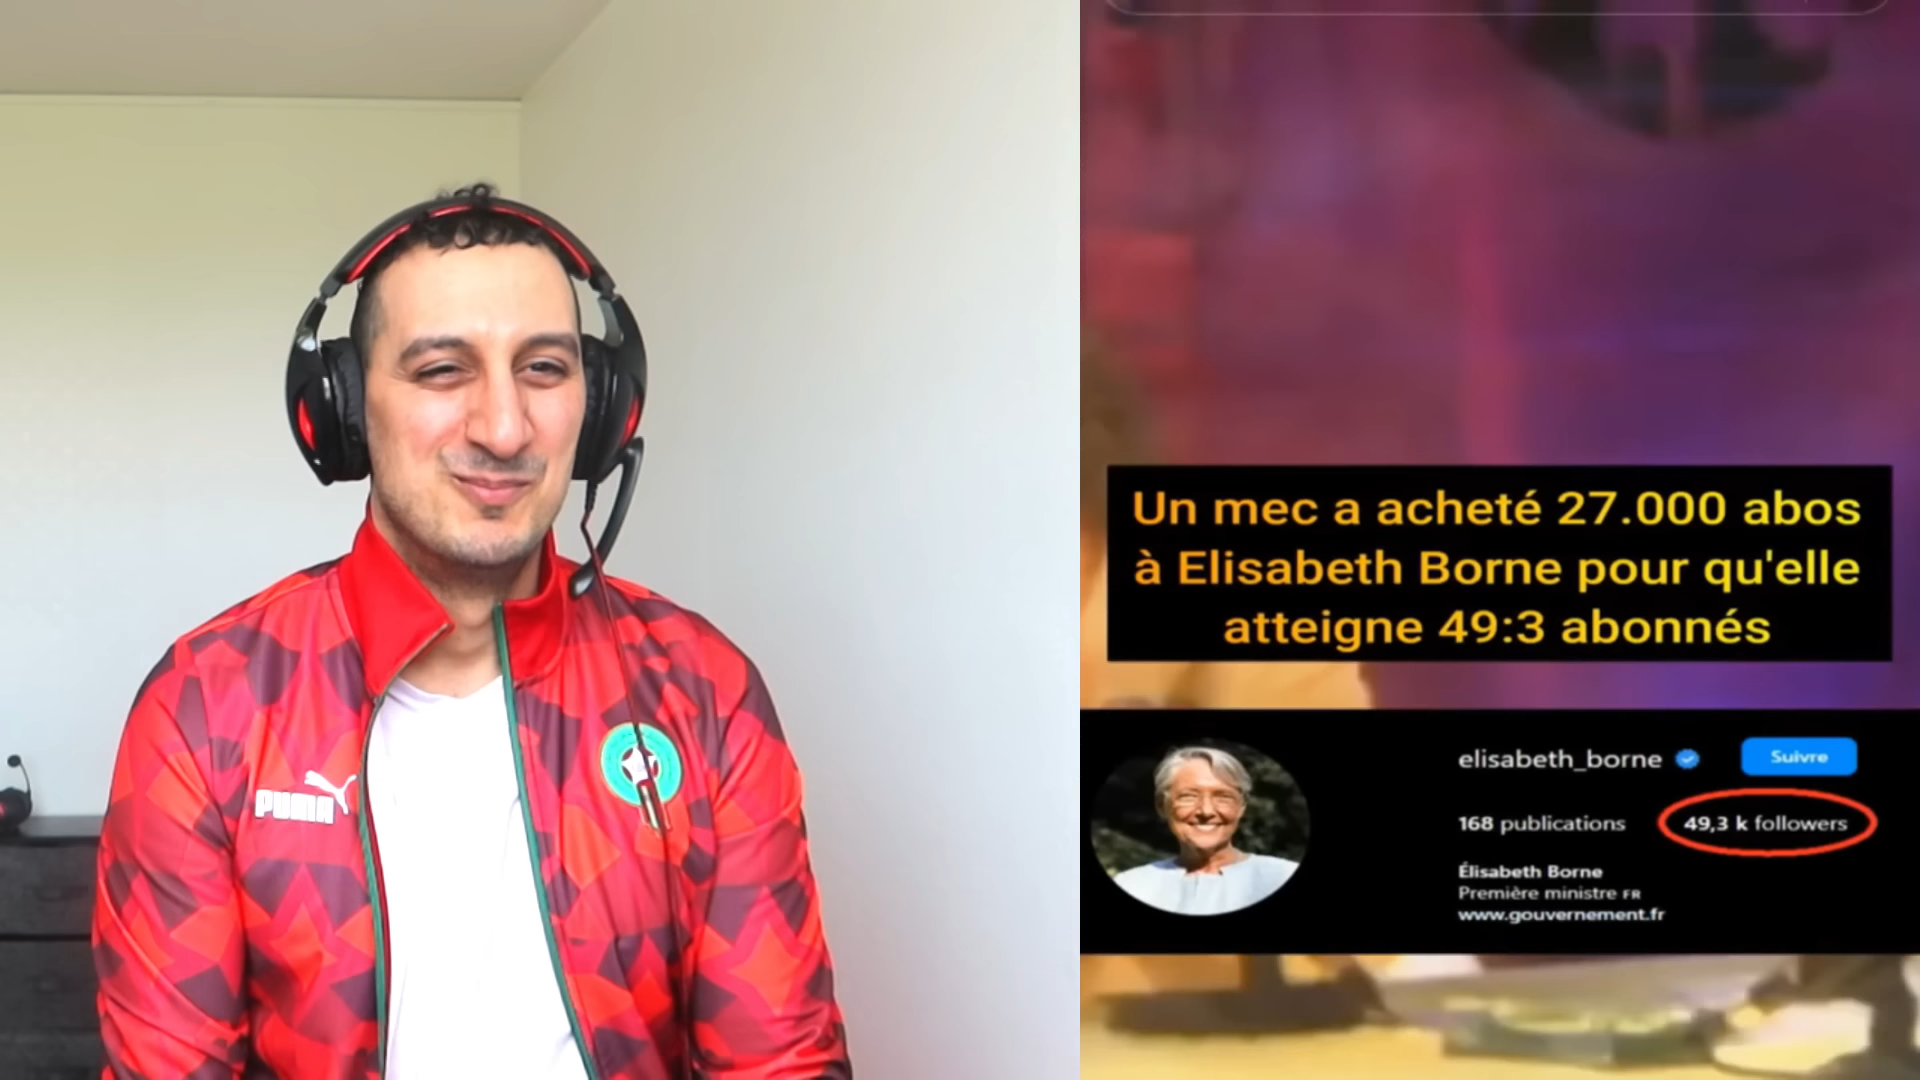 PUMA
Un mec a acheté 27.000 abos
à Elisabeth Borne pour qu'elle
atteigne 49:3 abonnés
elisabeth_borne
Suivre
168 publications
49,3 k followers
Élisabeth Borne
Première ministre FR
www.gouvernement.fr